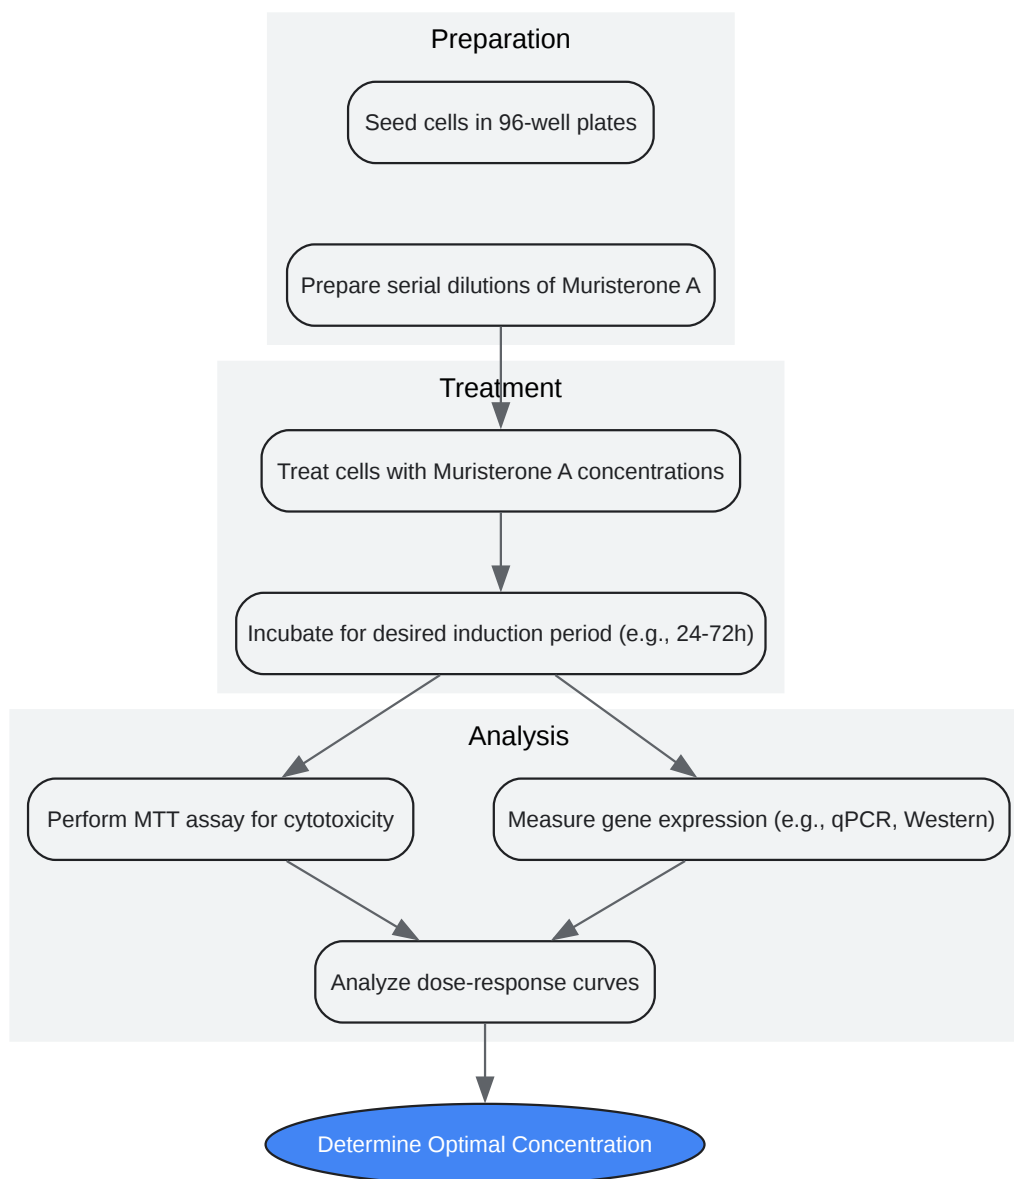 Preparation
Seed cells in 96-well plates
Prepare serial dilutions of Muristerone A
Treatment
Treat cells with Muristerone A concentrations
Incubate for desired induction period (e.g., 24-72h)
Analysis
Perform MTT assay for cytotoxicity
Measure gene expression (e.g., qPCR, Western)
Analyze dose-response curves
Determine Optimal Concentration